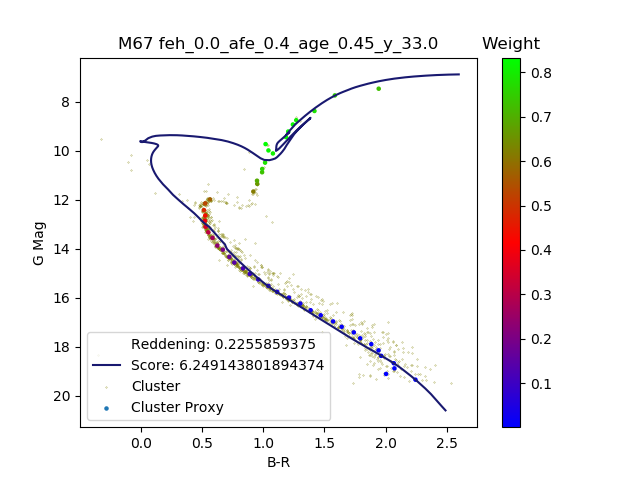 M67 feh_0.0_afe_0.4_age_0.45_y_33.0
Weight
8
10
12
14
16
18
20
G Mag
0.0
0.5
1.0
1.5
2.0
2.5
B-R
Reddening: 0.2255859375
Score: 6.249143801894374
Cluster
Cluster Proxy
0.8
0.7
0.6
0.5
0.4
0.3
0.2
0.1